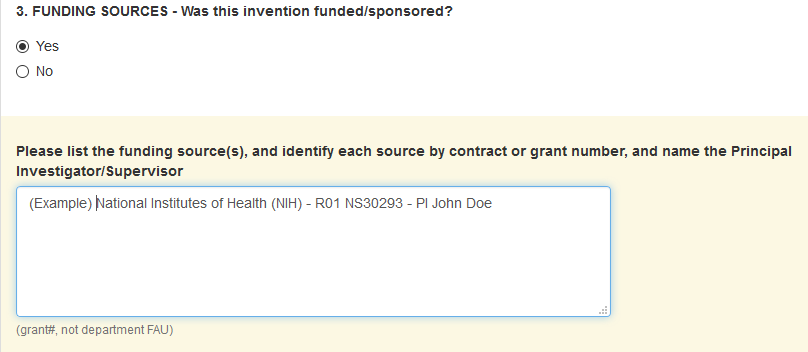 3. FUNDING SOURCES - Was this invention funded/sponsored?
Yes
No
Please list the funding source(s), and identify each source by contract or grant number, and name the Principal
Investigator/Supervisor
(Example) National Institutes of Health (NIH) - R01 NS30293 - PI John Doe
(grant#, not department FAU)